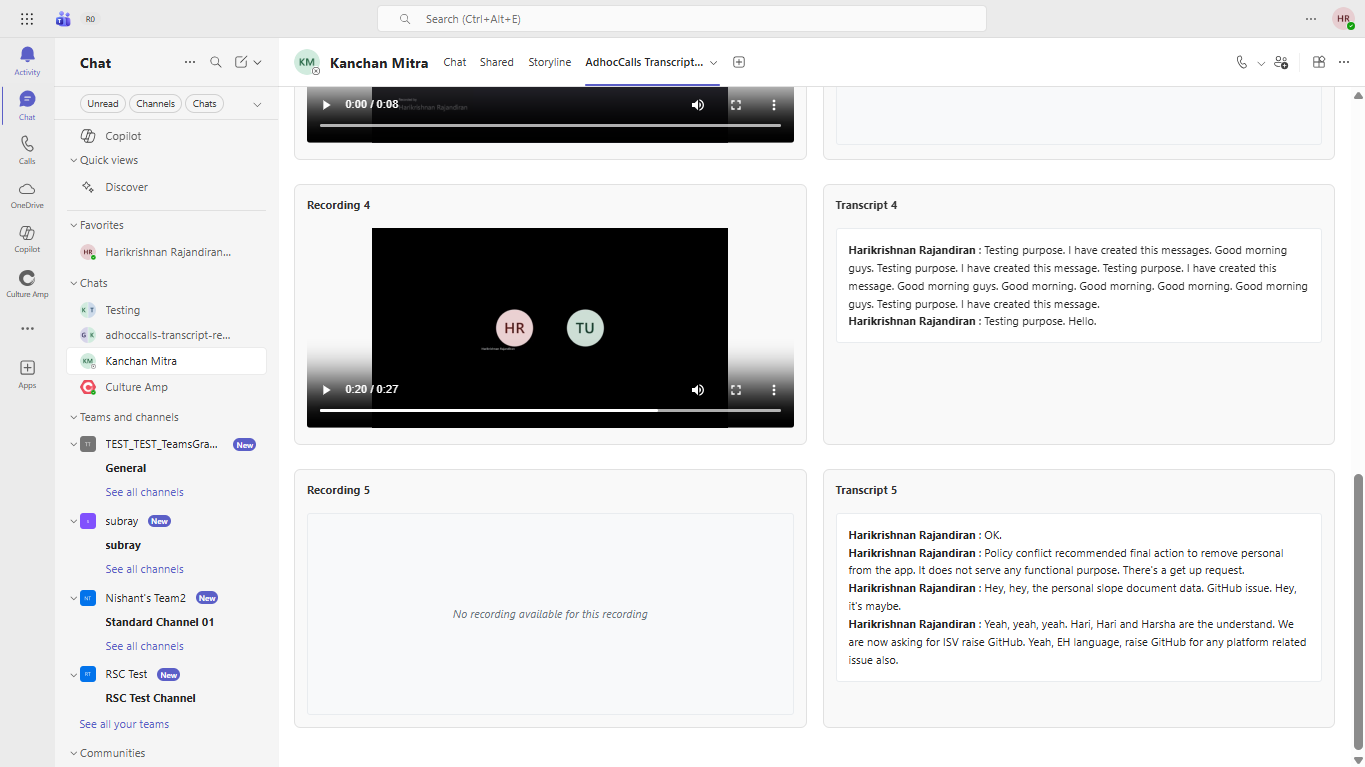 R0
Search (Ctrl+Alt+E)
HR
Activity
Chat
Calls
OneDrive
Copilot
Culture Amp
Apps
Chat
Unread
Channels
Chats
Copilot
Quick views
Discover
Favorites
HR
Harikrishnan Rajandiran...
Chats
K T
Testing
G K
adhoccalls-transcript-re...
KM
Kanchan Mitra
Culture Amp
Teams and channels
TT
TEST_TEST_TeamsGra...
New
General
See all channels
subray
New
subray
See all channels
NT
Nishant's Team2
New
Standard Channel 01
See all channels
RT
RSC Test
New
RSC Test Channel
See all your teams
Communities
KM
Kanchan Mitra
Chat
Shared
Storyline
AdhocCalls Transcript...
0:00 / 0:08
Harikrishnan Rajandiran
Recording 4
HR
TU
Harikrishnan Rajandiran
0:20 / 0:27
Transcript 4
Harikrishnan Rajandiran : Testing purpose. I have created this messages. Good morning
guys. Testing purpose. I have created this message. Testing purpose. I have created this
message. Good morning guys. Good morning. Good morning. Good morning. Good morning
guys. Testing purpose. I have created this message.
Harikrishnan Rajandiran : Testing purpose. Hello.
Recording 5
No recording available for this recording
Transcript 5
Harikrishnan Rajandiran : OK.
Harikrishnan Rajandiran : Policy conflict recommended final action to remove personal
from the app. It does not serve any functional purpose. There's a get up request.
Harikrishnan Rajandiran : Hey, hey, the personal slope document data. GitHub issue. Hey,
it's maybe.
Harikrishnan Rajandiran : Yeah, yeah, yeah. Hari, Hari and Harsha are the understand. We
are now asking for ISV raise GitHub. Yeah, EH language, raise GitHub for any platform related
issue also.